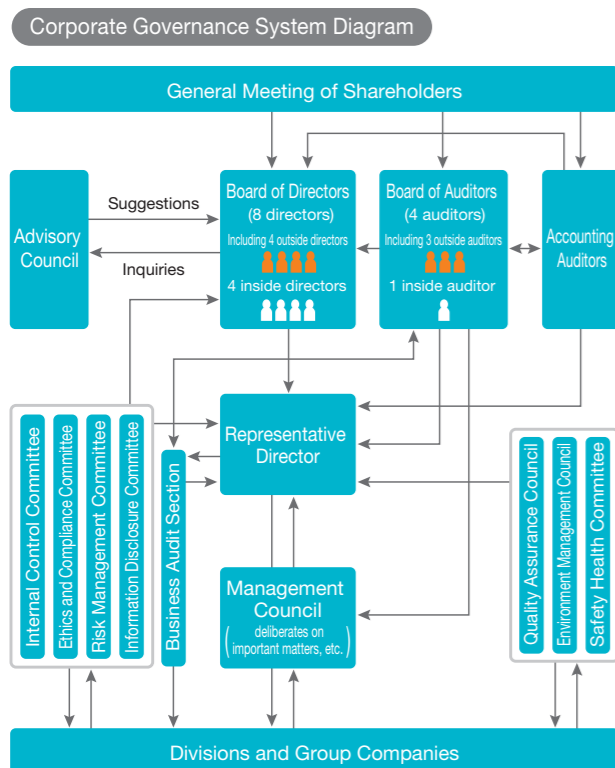 Corporate Governance System Diagram
General Meeting of Shareholders
Suggestions
Advisory
Council
Inquiries
Board of Directors
(8 directors)
Including 4 outside directors
4 inside directors
Board of Auditors
(4 auditors)
Including 3 outside auditors
1 inside auditor
Accounting
Auditors
Representative
Director
Internal Control Committee
Ethics and Compliance Committee
Risk Management Committee
Information Disclosure Committee
Business Audit Section
Management
Council
(deliberates on
important matters, etc.)
Quality Assurance Council
Environment Management Council
Safety Health Committee
Divisions and Group Companies